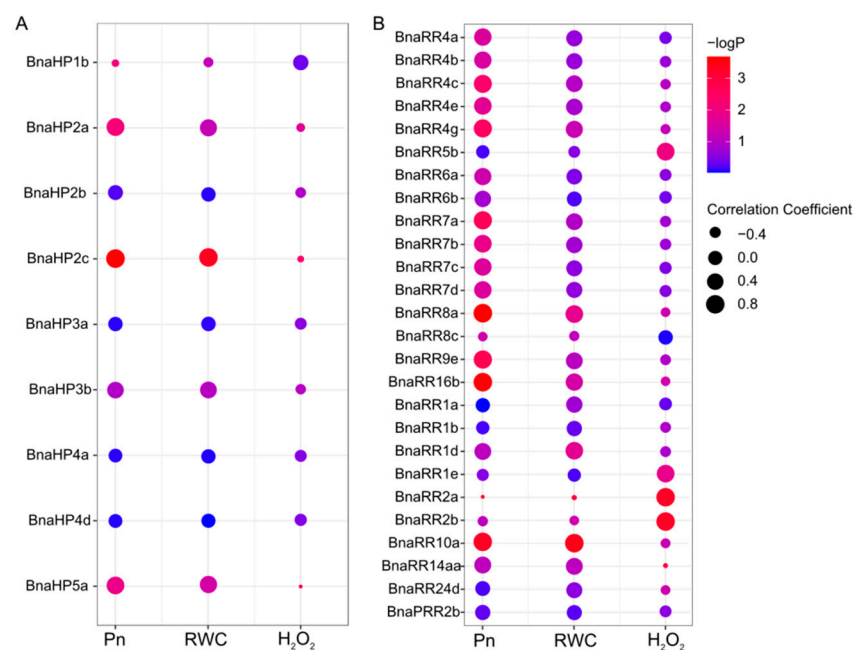 A
BnaHP1b
BnaHP2a
BnaHP2b
BnaHP2c
BnaHP3a
BnaHP3b
BnaHP4a
BnaHP4d
BnaHP5a
Pn RWC H₂O₂
B
BnaRR4a
BnaRR4b
BnaRR4c
BnaRR4e
BnaRR4g
BnaRR5b
BnaRR6a
BnaRR6b
BnaRR7a
BnaRR7b
BnaRR7c
BnaRR7d
BnaRR8a
BnaRR8c
BnaRR9e
BnaRR16b
BnaRR1a
BnaRR1b
BnaRR1d
BnaRR1e
BnaRR2a
BnaRR2b
BnaRR10a
BnaRR14aa
BnaRR24d
BnaPRR2b
Pn RWC H₂O₂
−logP
3
2
1
Correlation Coefficient
−0.4
0.0
0.4
0.8